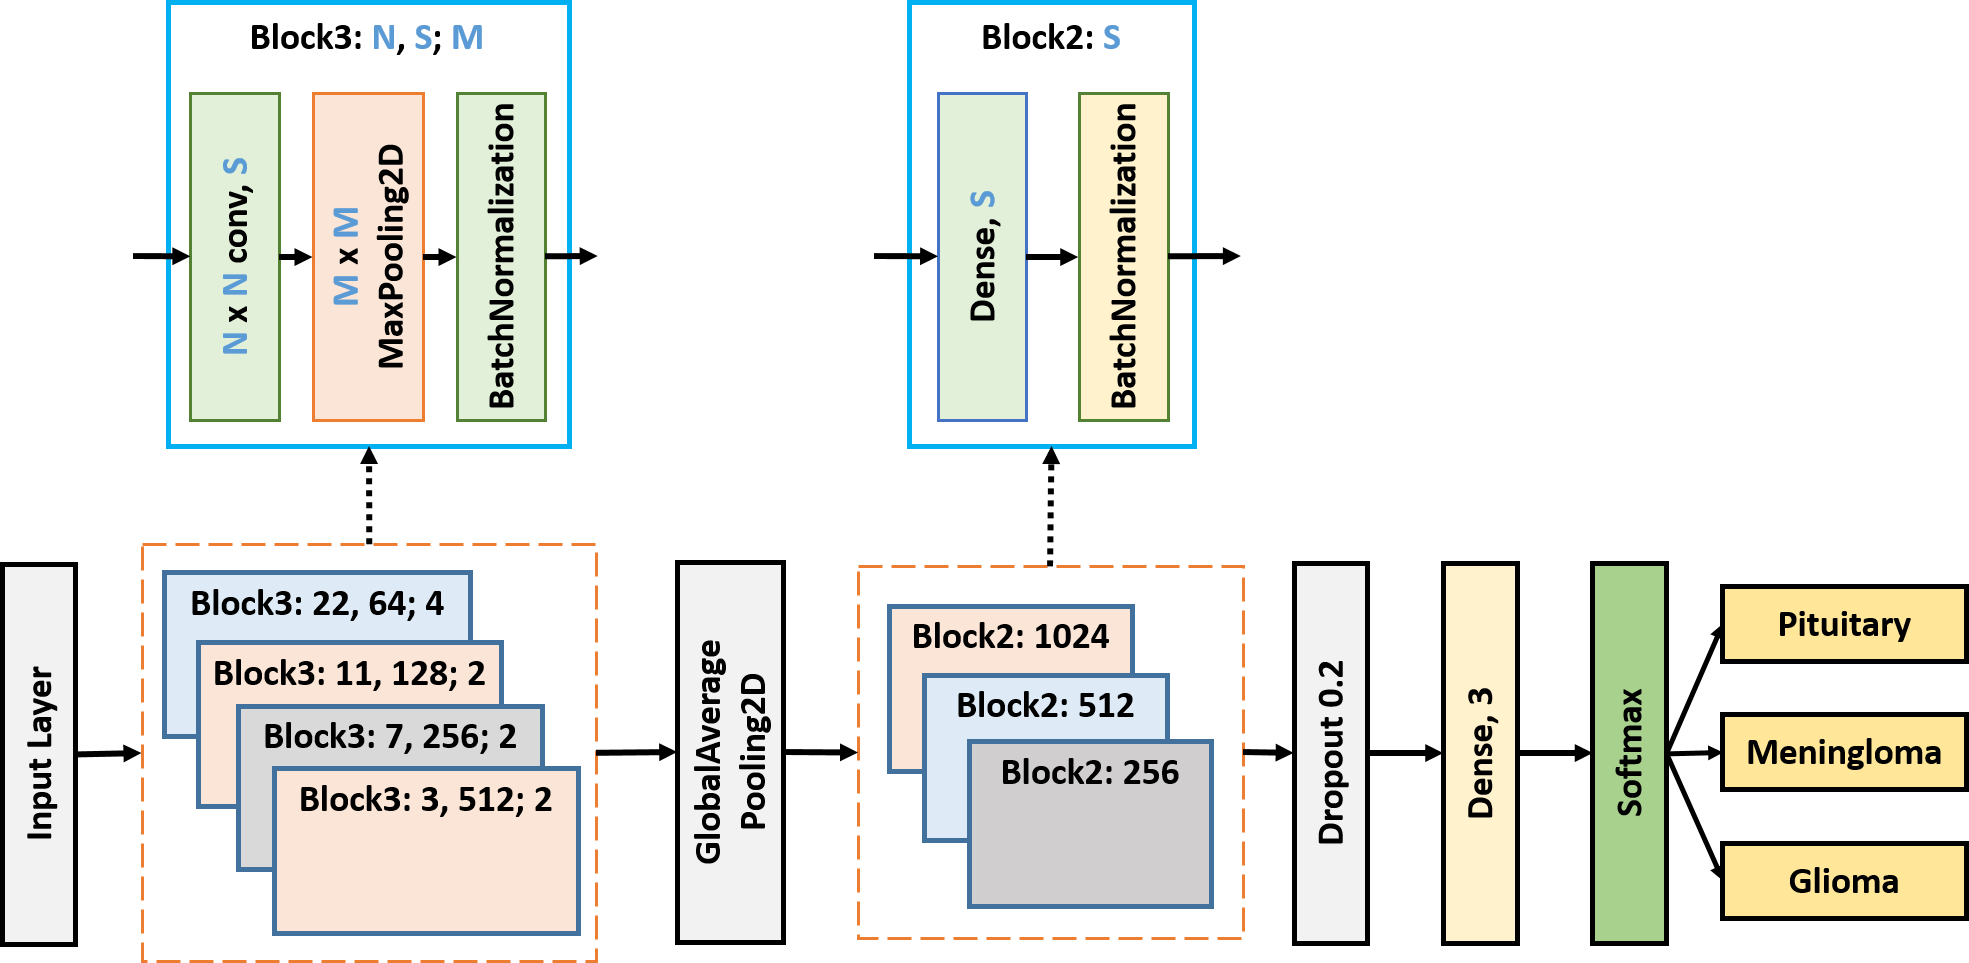 Block3: N, S; M
N x N conv, S
M x M
MaxPooling2D
BatchNormalization
Block2: S
Dense, S
BatchNormalization
Input Layer
Block3: 22, 64; 4
Block3: 11, 128; 2
Block3: 7, 256; 2
Block3: 3, 512; 2
GlobalAverage
Pooling2D
Block2: 1024
Block2: 512
Block2: 256
Dropout 0.2
Dense, 3
Softmax
Pituitary
Meningloma
Glioma